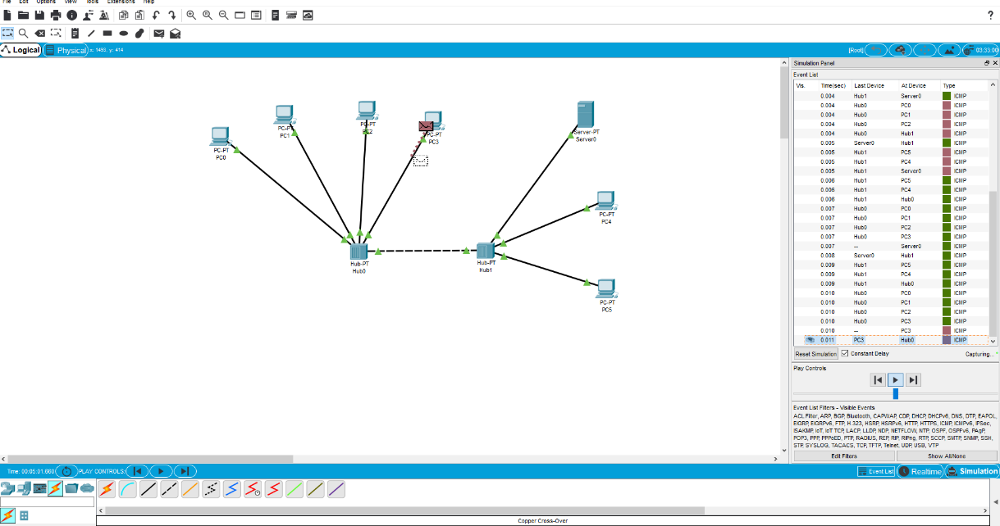 File Edit Options View Tools Extensions Help
?
Logical Physical x: 1493, y: 414 [Root] 03:33:00
PC-PT
PC0
PC-PT
PC1
PC-PT
PC2
PC-PT
PC3
Server-PT
Server0
PC-PT
PC4
PC-PT
PC5
Hub-PT
Hub0
Hub-PT
Hub1
Simulation Panel
Event List
Vis. Time(sec) Last Device At Device Type
0.004 Hub1 Server0 ICMP
0.004 Hub0 PC0 ICMP
0.004 Hub0 PC1 ICMP
0.004 Hub0 PC2 ICMP
0.004 Hub0 Hub1 ICMP
0.005 Server0 Hub1 ICMP
0.005 Hub1 PC5 ICMP
0.005 Hub1 PC4 ICMP
0.005 Hub1 Server0 ICMP
0.006 Hub1 PC5 ICMP
0.006 Hub1 PC4 ICMP
0.006 Hub1 Hub0 ICMP
0.007 Hub0 PC0 ICMP
0.007 Hub0 PC1 ICMP
0.007 Hub0 PC2 ICMP
0.007 Hub0 PC3 ICMP
0.007 -- Server0 ICMP
0.008 Server0 Hub1 ICMP
0.009 Hub1 PC5 ICMP
0.009 Hub1 PC4 ICMP
0.009 Hub1 Hub0 ICMP
0.010 Hub0 PC0 ICMP
0.010 Hub0 PC1 ICMP
0.010 Hub0 PC2 ICMP
0.010 Hub0 PC3 ICMP
0.010 -- PC3 ICMP
0.011 PC3 Hub0 ICMP
Reset Simulation Constant Delay Capturing...
Play Controls
Event List Filters - Visible Events
ACL Filter, ARP, BGP, Bluetooth, CAPWAP, CDP, DHCP, DHCPv6, DNS, DTP, EAPOL,
EIGRP, EIGRPv6, FTP, H.323, HSRP, HSRPv6, HTTP, HTTPS, ICMP, ICMPv6, IPSec,
ISAKMP, IoT, IoT TCP, LACP, LLDP, NDP, NETFLOW, NTP, OSPF, OSPFv6, PAgP,
POP3, PPP, PPPoED, PTP, RADIUS, REP, RIP, RIPng, RTP, SCCP, SMTP, SNMP, SSH,
STP, SYSLOG, TACACS, TCP, TFTP, Telnet, UDP, USB, VTP
Edit Filters Show All/None
Time: 00:05:01.660 PLAY CONTROLS: Event List Realtime Simulation
Copper Cross-Over